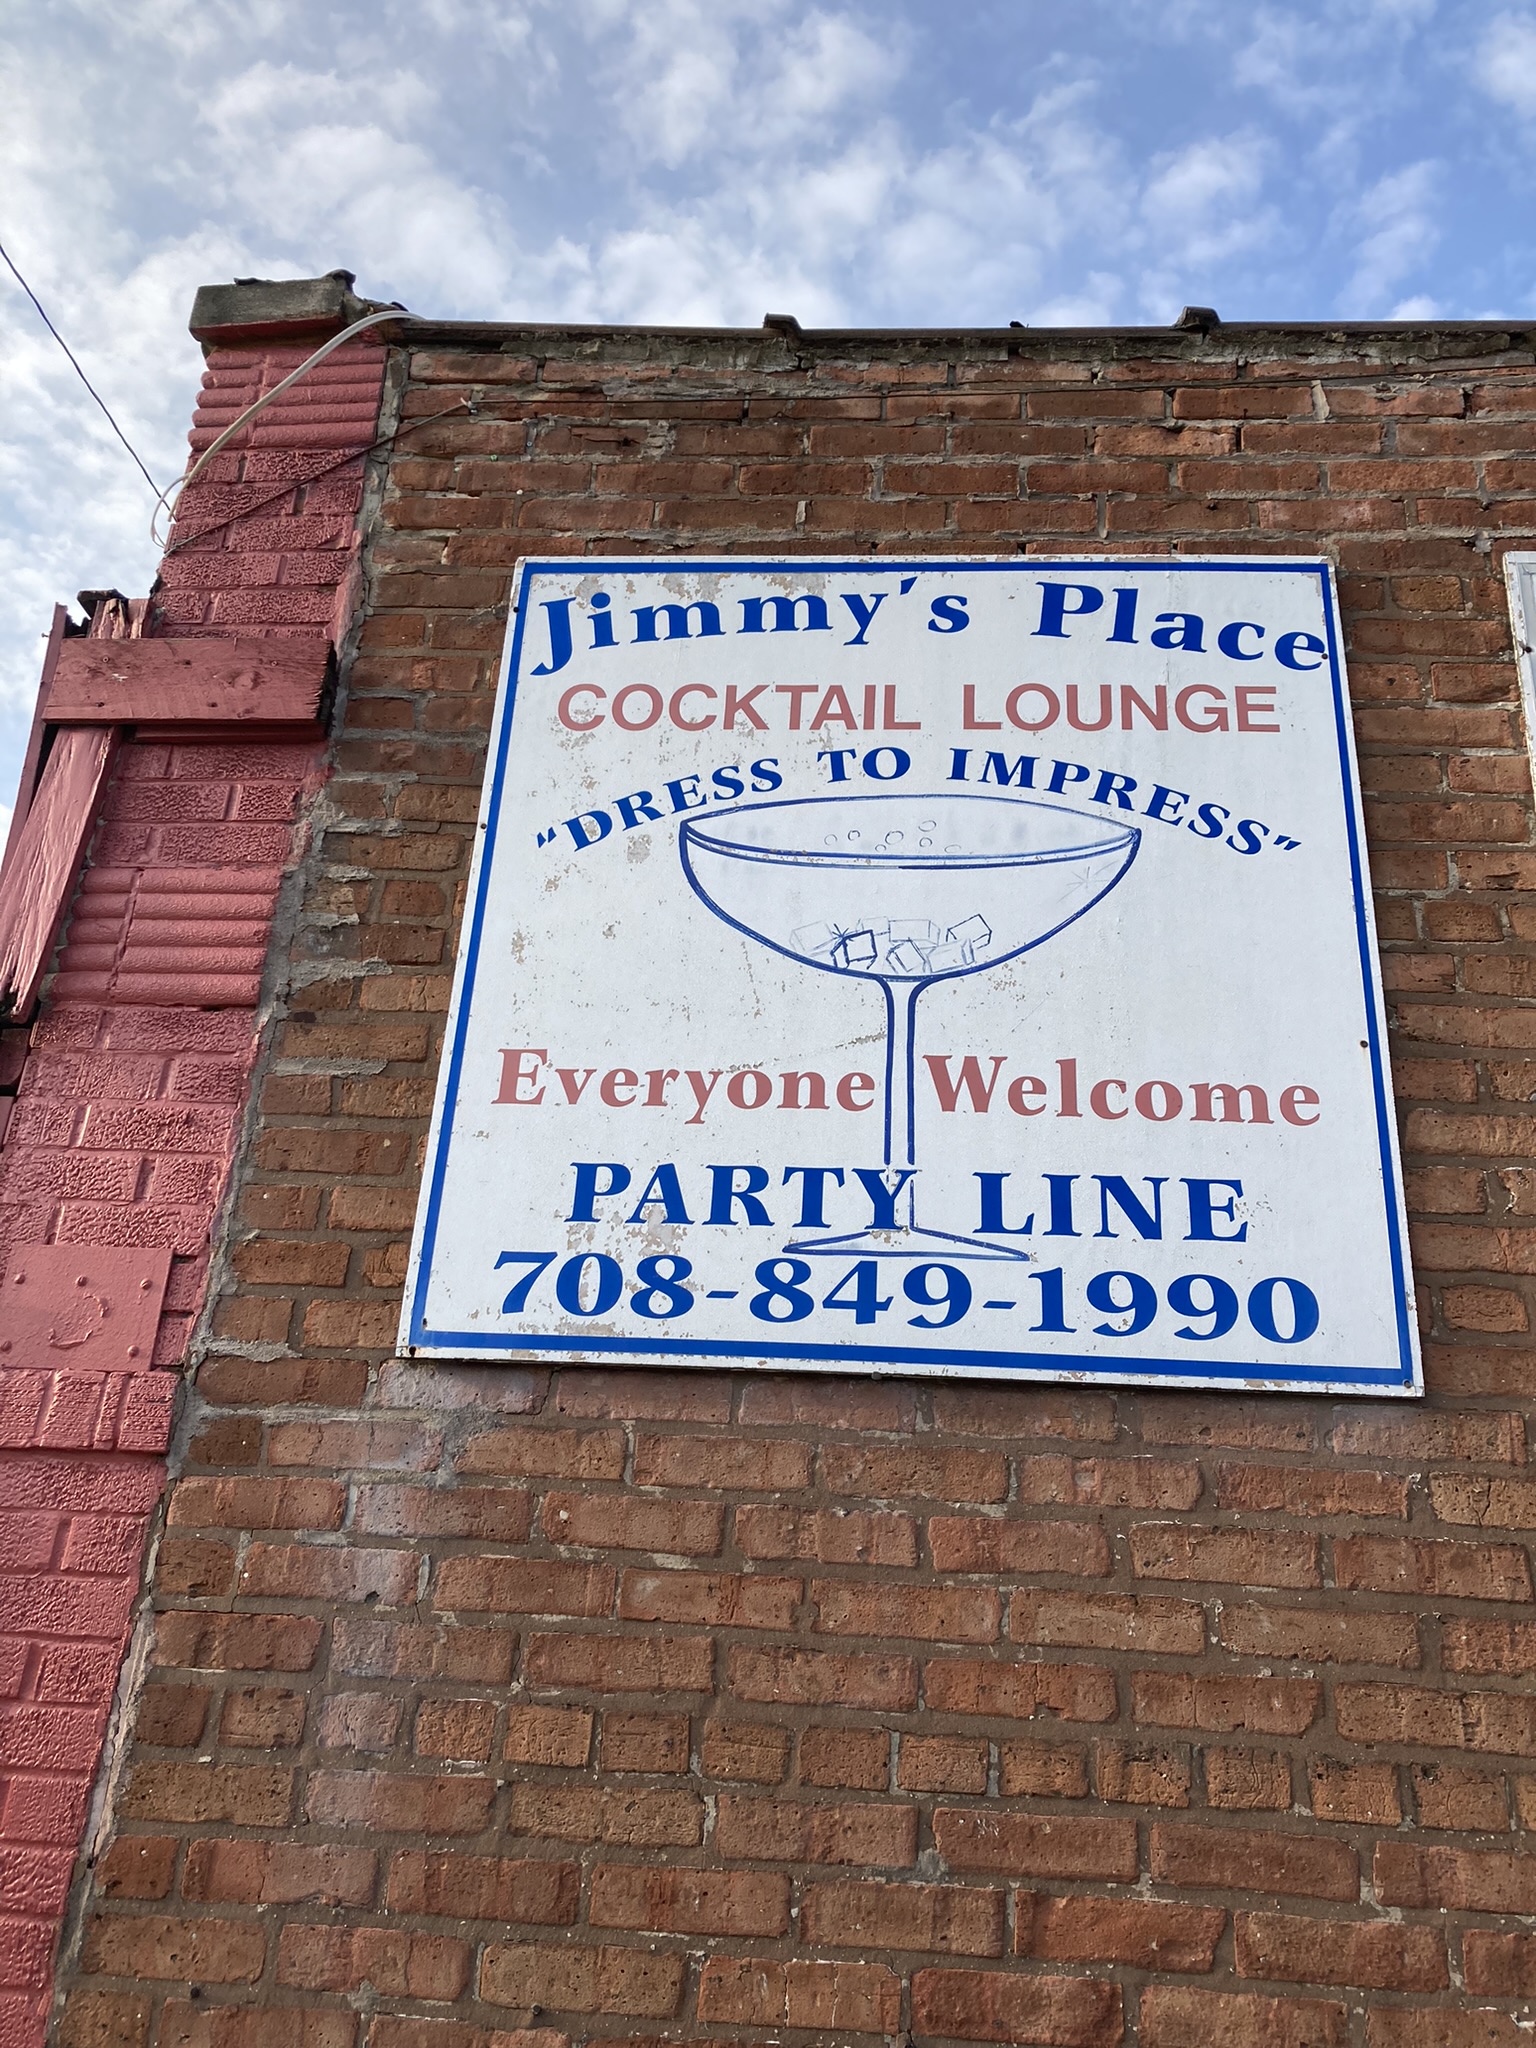 Jimmy's Place
COCKTAIL LOUNGE
"DRESS TO IMPRESS"
Everyone Welcome
PARTY LINE
708-849-1990